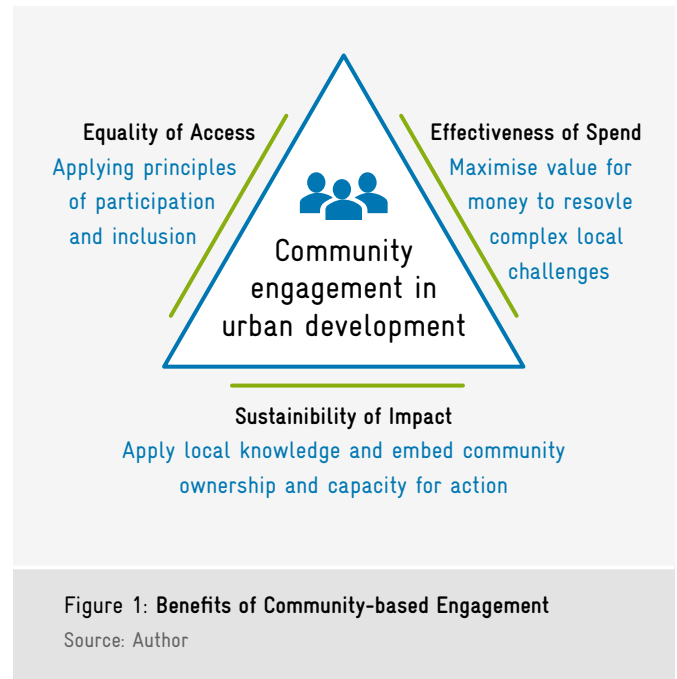 Equality of Access
Applying principles
of participation
and inclusion
Effectiveness of Spend
Maximise value for
money to resovle
complex local
challenges
Community
engagement in
urban development
Sustainibility of Impact
Apply local knowledge and embed community
ownership and capacity for action
Figure 1: Benefits of Community-based Engagement
Source: Author